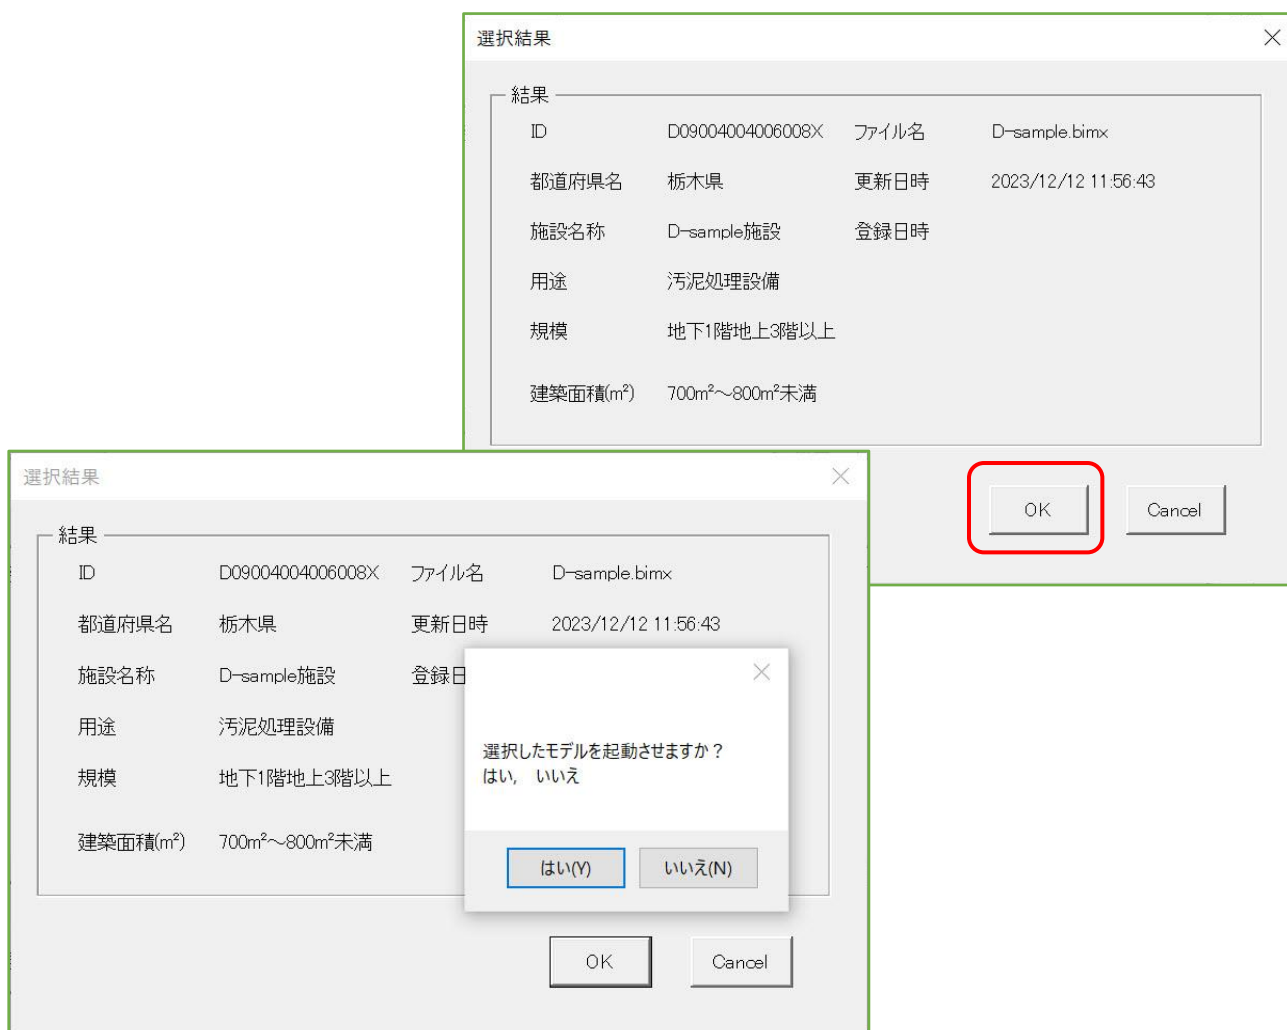 選択結果
結果
ID D09004004006008X ファイル名 D-sample.bimx
都道府県名 栃木県 更新日時 2023/12/12 11:56:43
施設名称 D-sample施設 登録日時
用途 汚泥処理設備
規模 地下1階地上3階以上
建築面積(m²) 700m²～800m²未満
OK Cancel
選択結果
結果
ID D09004004006008X ファイル名 D-sample.bimx
都道府県名 栃木県 更新日時 2023/12/12 11:56:43
施設名称 D-sample施設 登録日
用途 汚泥処理設備
規模 地下1階地上3階以上
建築面積(m²) 700m²～800m²未満
選択したモデルを起動させますか？
はい, いいえ
はい(Y) いいえ(N)
OK Cancel